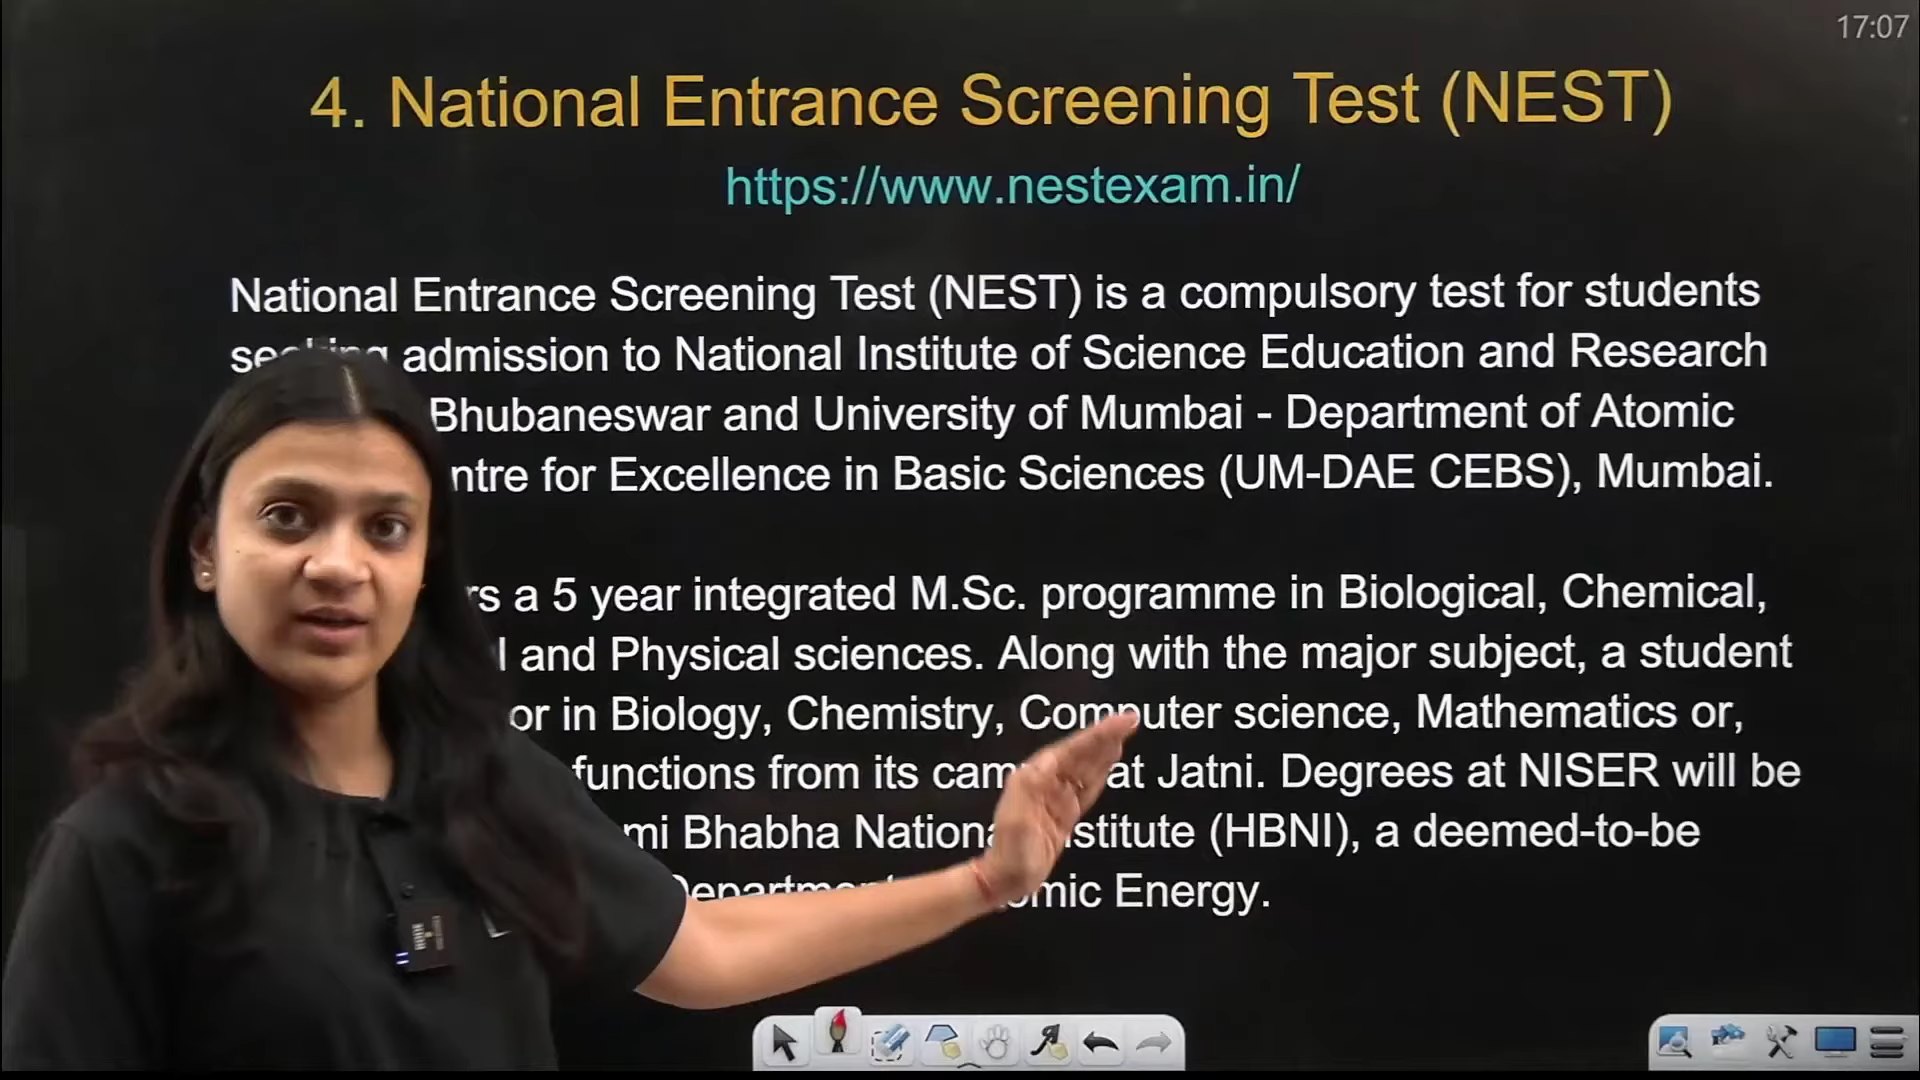 17:07
4. National Entrance Screening Test (NEST)
https://www.nestexam.in/
National Entrance Screening Test (NEST) is a compulsory test for students
seeking admission to National Institute of Science Education and Research
Bhubaneswar and University of Mumbai - Department of Atomic
ntre for Excellence in Basic Sciences (UM-DAE CEBS), Mumbai.
rs a 5 year integrated M.Sc. programme in Biological, Chemical,
l and Physical sciences. Along with the major subject, a student
or in Biology, Chemistry, Computer science, Mathematics or,
functions from its cam at Jatni. Degrees at NISER will be
mi Bhabha Nationa stitute (HBNI), a deemed-to-be
Department omic Energy.